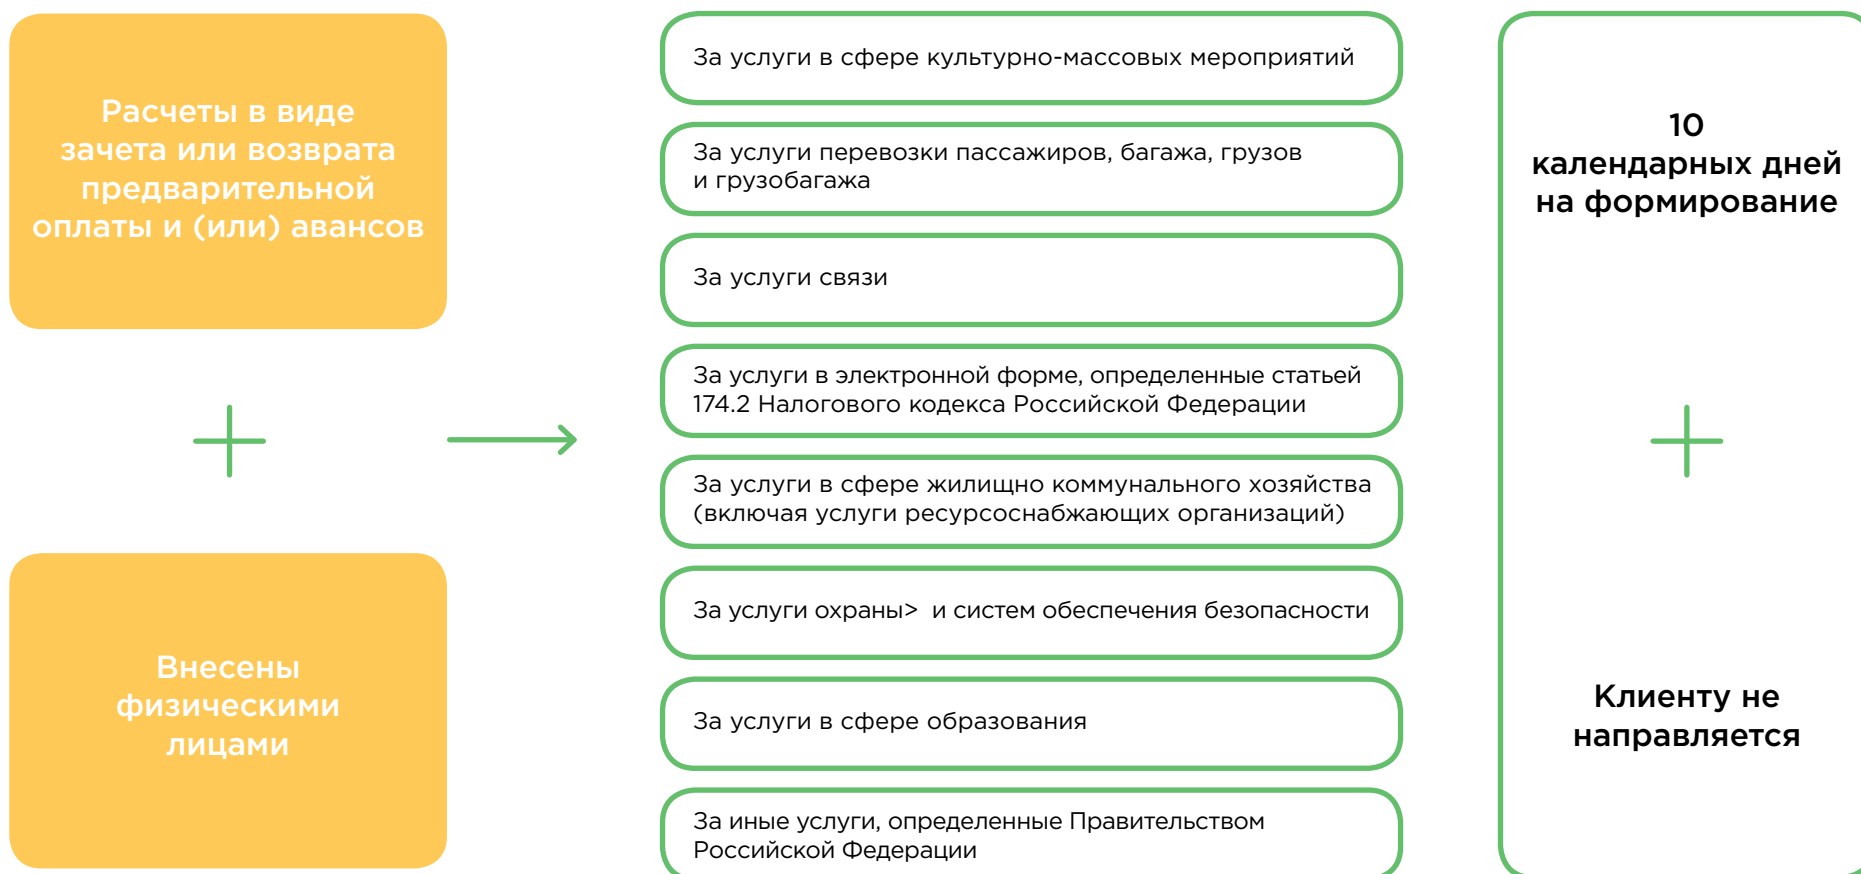 Расчеты в виде
зачета или возврата
предварительной
оплаты и (или) авансов
Внесены
физическими
лицами
За услуги в сфере культурно-массовых мероприятий
За услуги перевозки пассажиров, багажа, грузов
и грузобагажа
За услуги связи
За услуги в электронной форме, определенные статьей
174.2 Налогового кодекса Российской Федерации
За услуги в сфере жилищно коммунального хозяйства
(включая услуги ресурсоснабжающих организаций)
За услуги охраны> и систем обеспечения безопасности
За услуги в сфере образования
За иные услуги, определенные Правительством
Российской Федерации
10
календарных дней
на формирование
Клиенту не
направляется